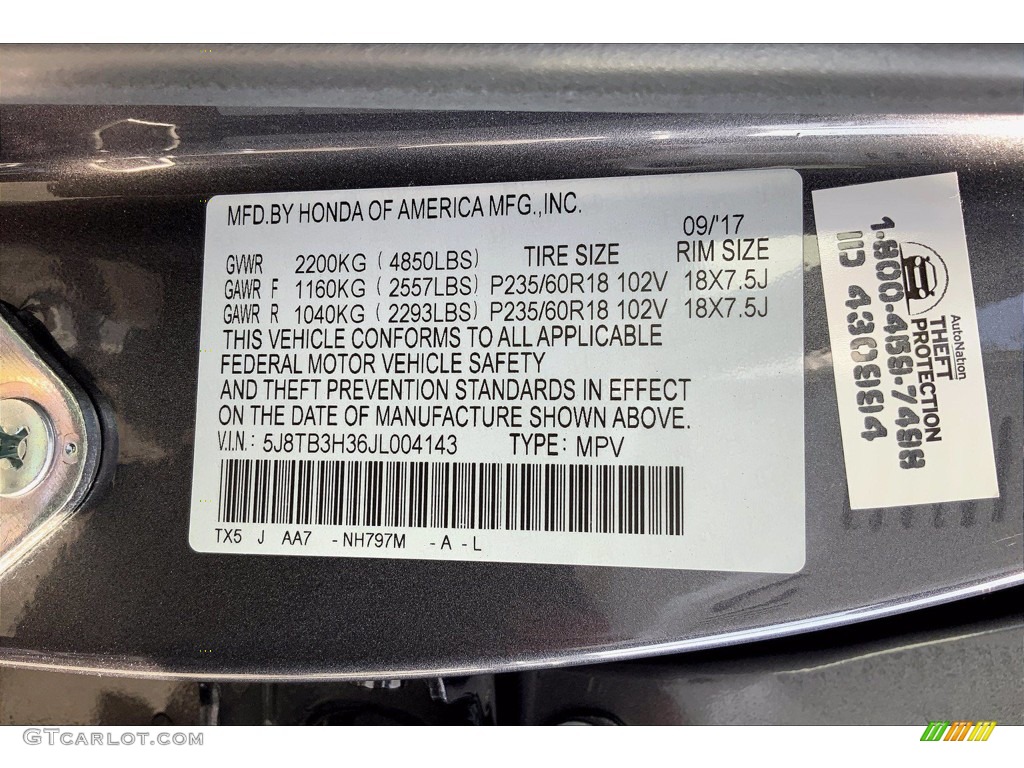 MFD.BY HONDA OF AMERICA MFG.,INC.
09/'17
GVWR 2200KG (4850LBS) TIRE SIZE RIM SIZE
GAWR F 1160KG (2557LBS) P235/60R18 102V 18X7.5J
GAWR R 1040KG (2293LBS) P235/60R18 102V 18X7.5J
THIS VEHICLE CONFORMS TO ALL APPLICABLE
FEDERAL MOTOR VEHICLE SAFETY
AND THEFT PREVENTION STANDARDS IN EFFECT
ON THE DATE OF MANUFACTURE SHOWN ABOVE.
V.I.N.: 5J8TB3H36JL004143 TYPE: MPV
TX5 J AA7 -NH797M -A -L
AutoNation
THEFT
PROTECTION
1-800-459-7498
ID 4308884
GTCARLOT.COM